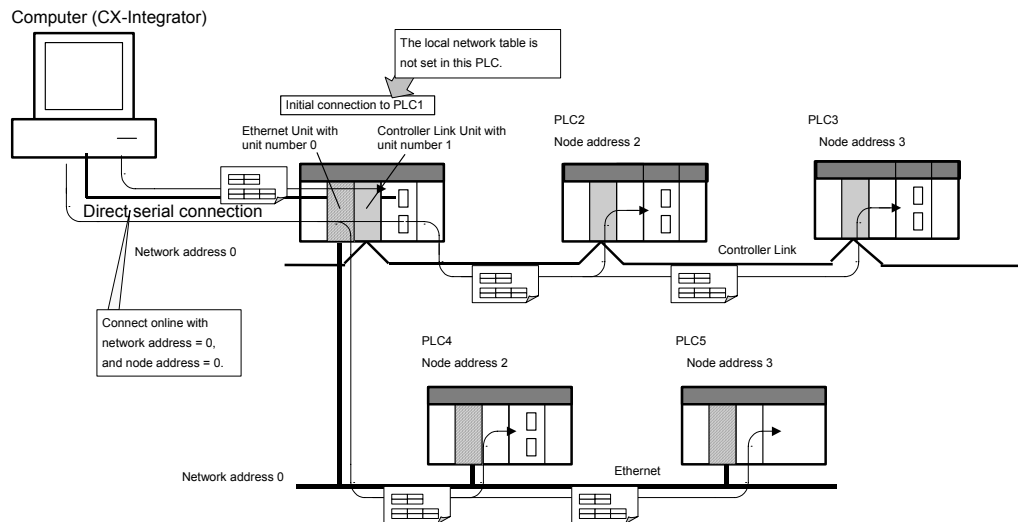 Computer (CX-Integrator)
The local network table is
not set in this PLC.
Initial connection to PLC1
Ethernet Unit with
unit number 0
Controller Link Unit with
unit number 1
PLC2
Node address 2
PLC3
Node address 3
Direct serial connection
Network address 0
Controller Link
Connect online with
network address = 0,
and node address = 0.
PLC4
Node address 2
PLC5
Node address 3
Network address 0
Ethernet